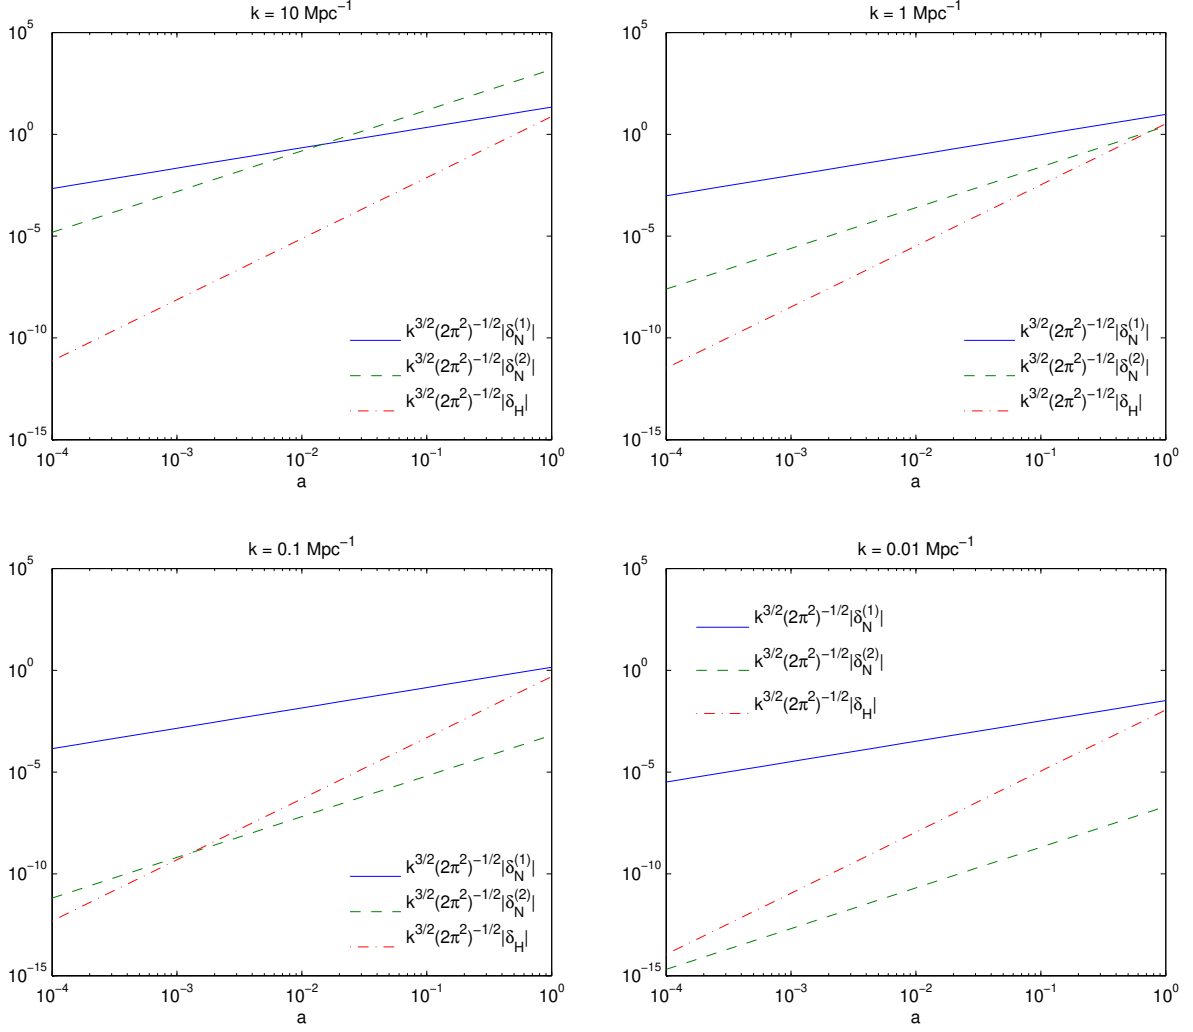 k = 10 Mpc⁻¹
10⁵
10⁰
10⁻⁵
10⁻¹⁰
10⁻¹⁵
k^{3/2}(2π²)^{−1/2}|δ_N^{(1)}|
k^{3/2}(2π²)^{−1/2}|δ_N^{(2)}|
k^{3/2}(2π²)^{−1/2}|δ_H|
10⁻⁴ 10⁻³ 10⁻² 10⁻¹ 10⁰
a
k = 1 Mpc⁻¹
10⁵
10⁰
10⁻⁵
10⁻¹⁰
10⁻¹⁵
k^{3/2}(2π²)^{−1/2}|δ_N^{(1)}|
k^{3/2}(2π²)^{−1/2}|δ_N^{(2)}|
k^{3/2}(2π²)^{−1/2}|δ_H|
10⁻⁴ 10⁻³ 10⁻² 10⁻¹ 10⁰
a
k = 0.1 Mpc⁻¹
10⁵
10⁰
10⁻⁵
10⁻¹⁰
10⁻¹⁵
k^{3/2}(2π²)^{−1/2}|δ_N^{(1)}|
k^{3/2}(2π²)^{−1/2}|δ_N^{(2)}|
k^{3/2}(2π²)^{−1/2}|δ_H|
10⁻⁴ 10⁻³ 10⁻² 10⁻¹ 10⁰
a
k = 0.01 Mpc⁻¹
10⁵
k^{3/2}(2π²)^{−1/2}|δ_N^{(1)}|
k^{3/2}(2π²)^{−1/2}|δ_N^{(2)}|
k^{3/2}(2π²)^{−1/2}|δ_H|
10⁰
10⁻⁵
10⁻¹⁰
10⁻¹⁵
10⁻⁴ 10⁻³ 10⁻² 10⁻¹ 10⁰
a